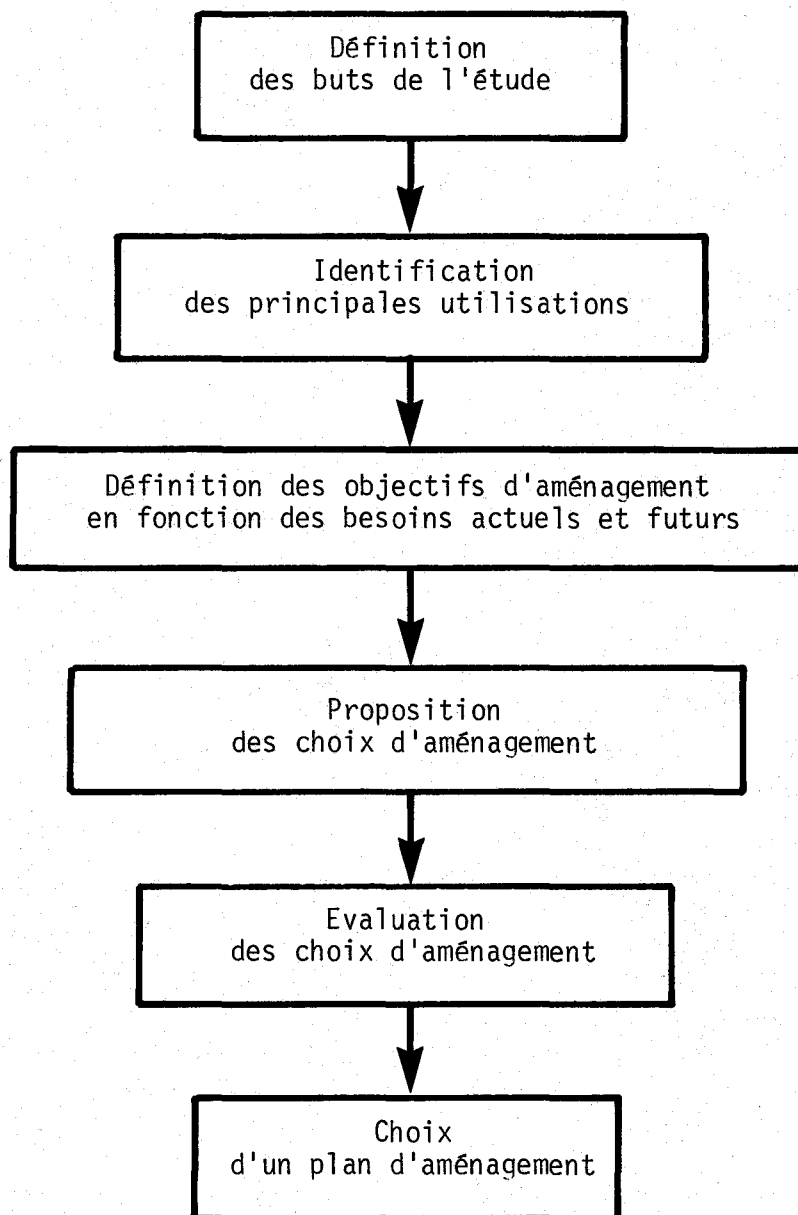 Définition
des buts de l'étude
Identification
des principales utilisations
Définition des objectifs d'aménagement
en fonction des besoins actuels et futurs
Proposition
des choix d'aménagement
Evaluation
des choix d'aménagement
Choix
d'un plan d'aménagement